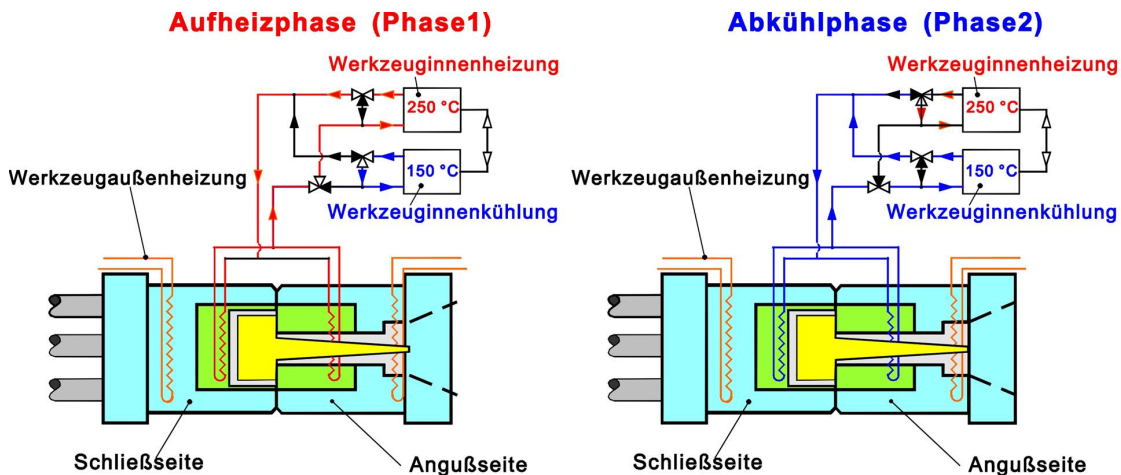 Aufheizphase (Phase1)
Werkzeuginnenheizung
250 °C
150 °C
Werkzeugaußenheizung
Werkzeuginnenkühlung
Schließseite
Angußseite
Abkühlphase (Phase2)
Werkzeuginnenheizung
250 °C
150 °C
Werkzeugaußenheizung
Werkzeuginnenkühlung
Schließseite
Angußseite